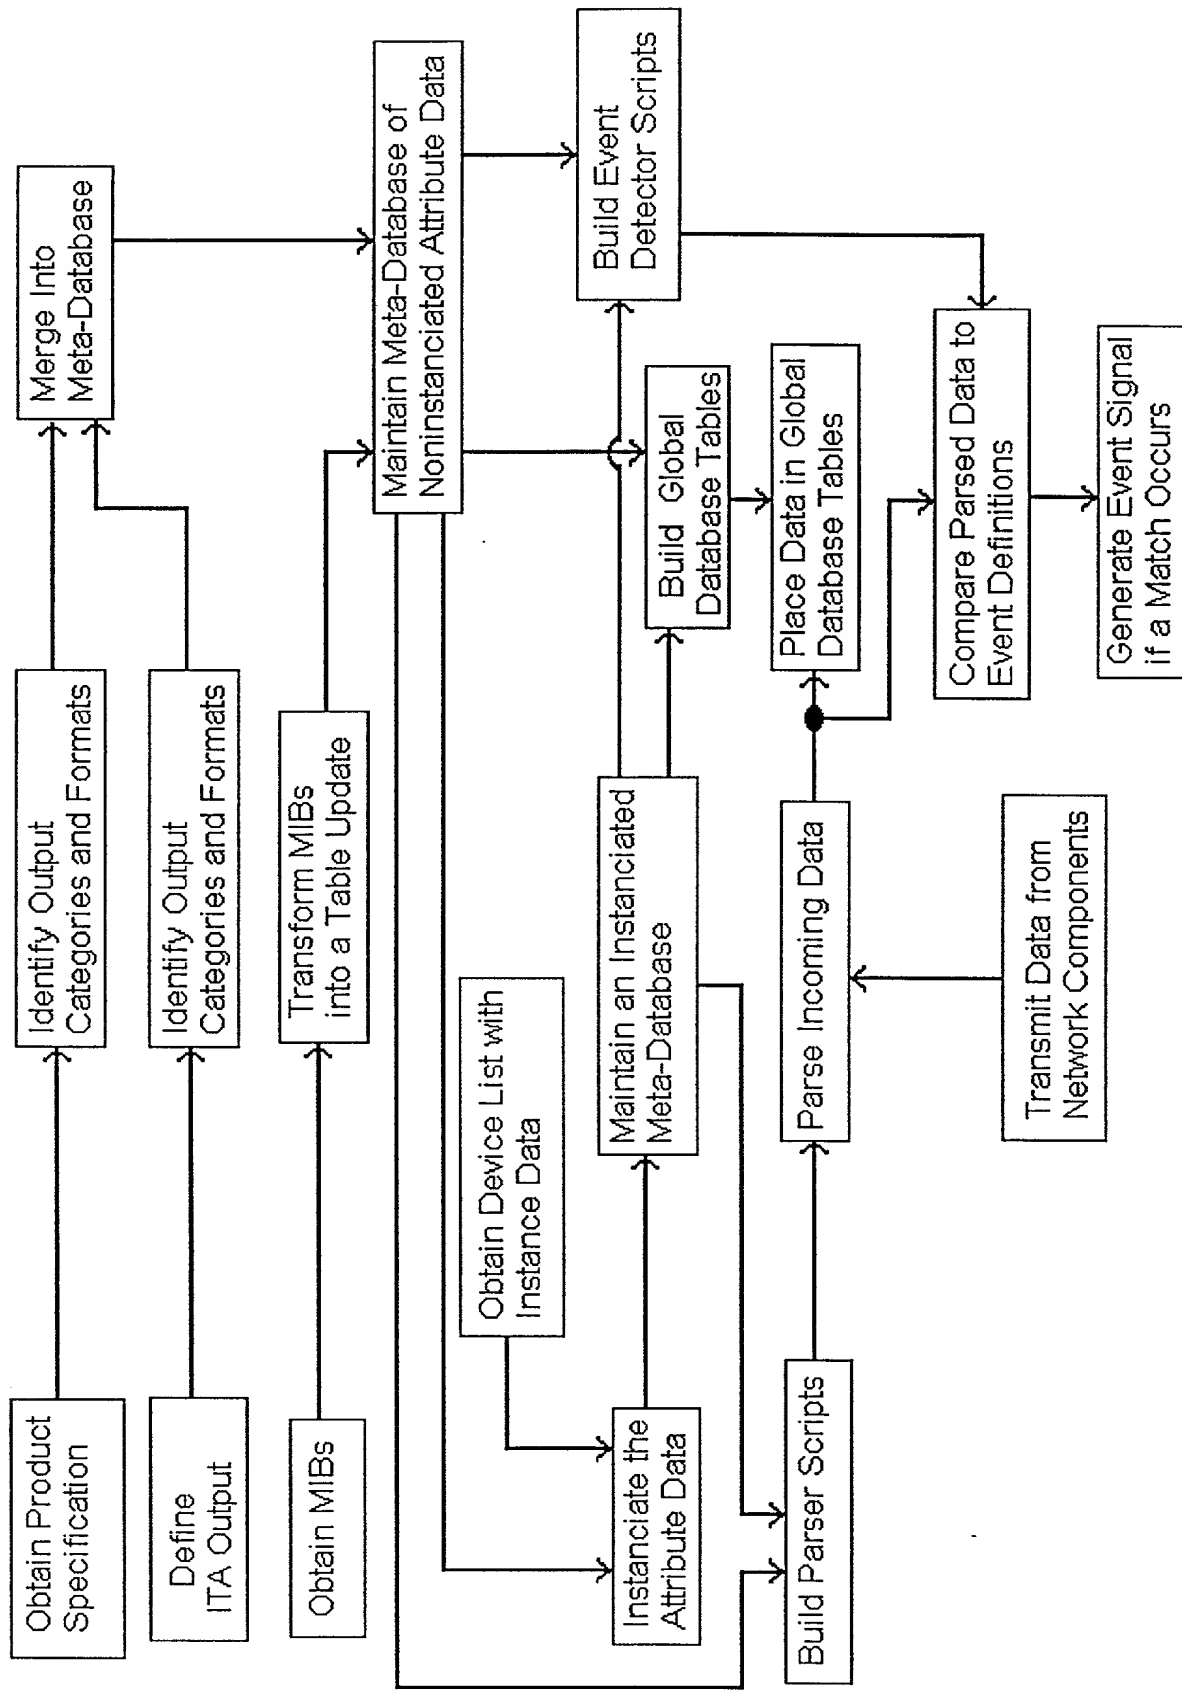 Obtain Product
Specification
Identify Output
Categories and Formats
Merge Into
Meta-Database
Define
ITA Output
Identify Output
Categories and Formats
Obtain MIBs
Transform MIBs
into a Table Update
Maintain Meta-Database of
Noninstanciated Attribute Data
Obtain Device List with
Instance Data
Instanciate the
Attribute Data
Maintain an Instanciated
Meta-Database
Build Event
Detector Scripts
Build Global
Database Tables
Place Data in Global
Database Tables
Build Parser Scripts
Parse Incoming Data
Compare Parsed Data to
Event Definitions
Transmit Data from
Network Components
Generate Event Signal
if a Match Occurs